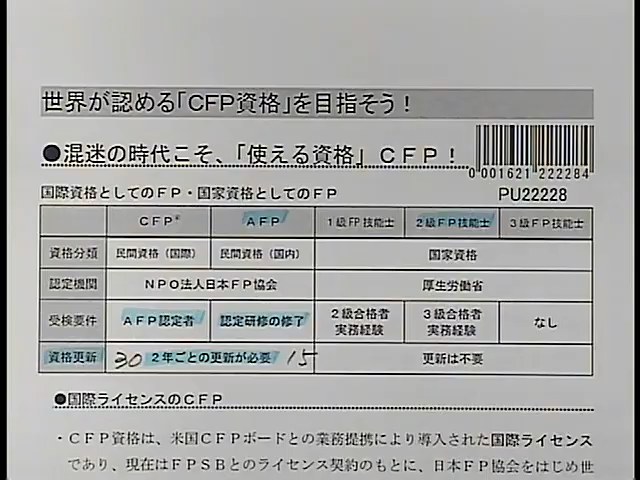 世界が認める「CFP資格」を目指そう！
●混迷の時代こそ、「使える資格」ＣＦＰ！
0 001621 222284
国際資格としてのＦＰ・国家資格としてのＦＰ
PU22228
ＣＦＰ® ＡＦＰ １級ＦＰ技能士 ２級ＦＰ技能士 ３級ＦＰ技能士
資格分類 民間資格（国際） 民間資格（国内） 国家資格
認定機関 ＮＰＯ法人日本ＦＰ協会 厚生労働省
受検要件 ＡＦＰ認定者 認定研修の修了 ２級合格者 実務経験 ３級合格者 実務経験 なし
資格更新 30 ２年ごとの更新が必要 15 更新は不要
●国際ライセンスのＣＦＰ
・ＣＦＰ資格は、米国ＣＦＰボードとの業務提携により導入された国際ライセンス
であり、現在はＦＰＳＢとのライセンス契約のもとに、日本ＦＰ協会をはじめ世